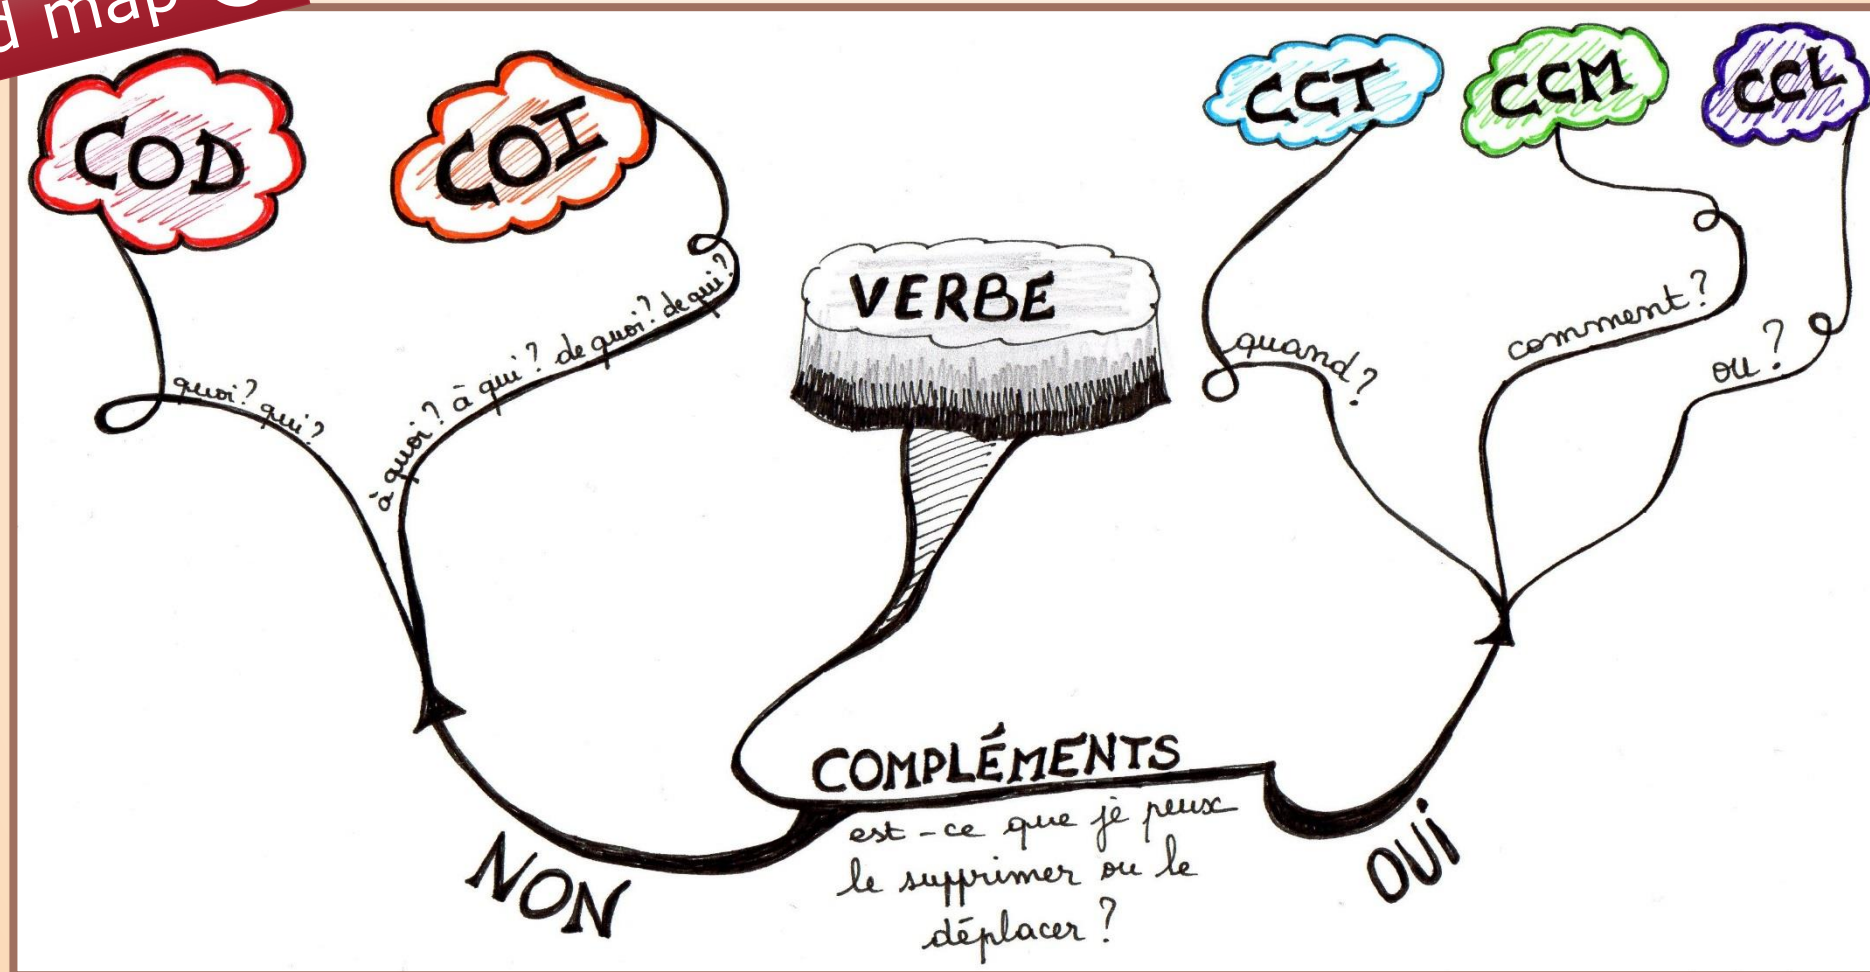 d map
COD
COI
CCT
CCM
CCL
VERBE
quoi? qui?
à quoi? à qui? de quoi? de qui?
quand?
comment?
ou?
COMPLÉMENTS
est-ce que je peux
le supprimer ou le
déplacer?
NON
OUI